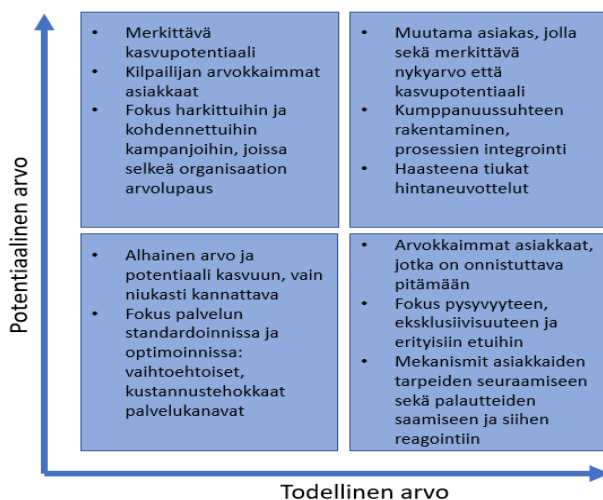 Potentiaalinen arvo
• Merkittävä
kasvupotentiaali
• Kilpailijan arvokkaimmat
asiakkaat
• Fokus harkittuihin ja
kohdennettuihin
kampanjoihin, joissa
selkeä organisaation
arvolupaus
• Muutama asiakas, jolla
sekä merkittävä
nykyarvo että
kasvupotentiaali
• Kumppanuussuhteen
rakentaminen,
prosessien integrointi
• Haasteena tiukat
hintaneuvottelut
• Alhainen arvo ja
potentiaali kasvuun, vain
niukasti kannattava
• Fokus palvelun
standardoinnissa ja
optimoinnissa:
vaihtoehtoiset,
kustannustehokkaat
palvelukanavat
• Arvokkaimmat asiakkaat,
jotka on onnistuttava
pitämään
• Fokus pysyvyyteen,
eksklusiivisuuteen ja
erityisiin etuihin
• Mekanismit asiakkaiden
tarpeiden seuraamiseen
sekä palautteiden
saamiseen ja siihen
reagointiin
Todellinen arvo